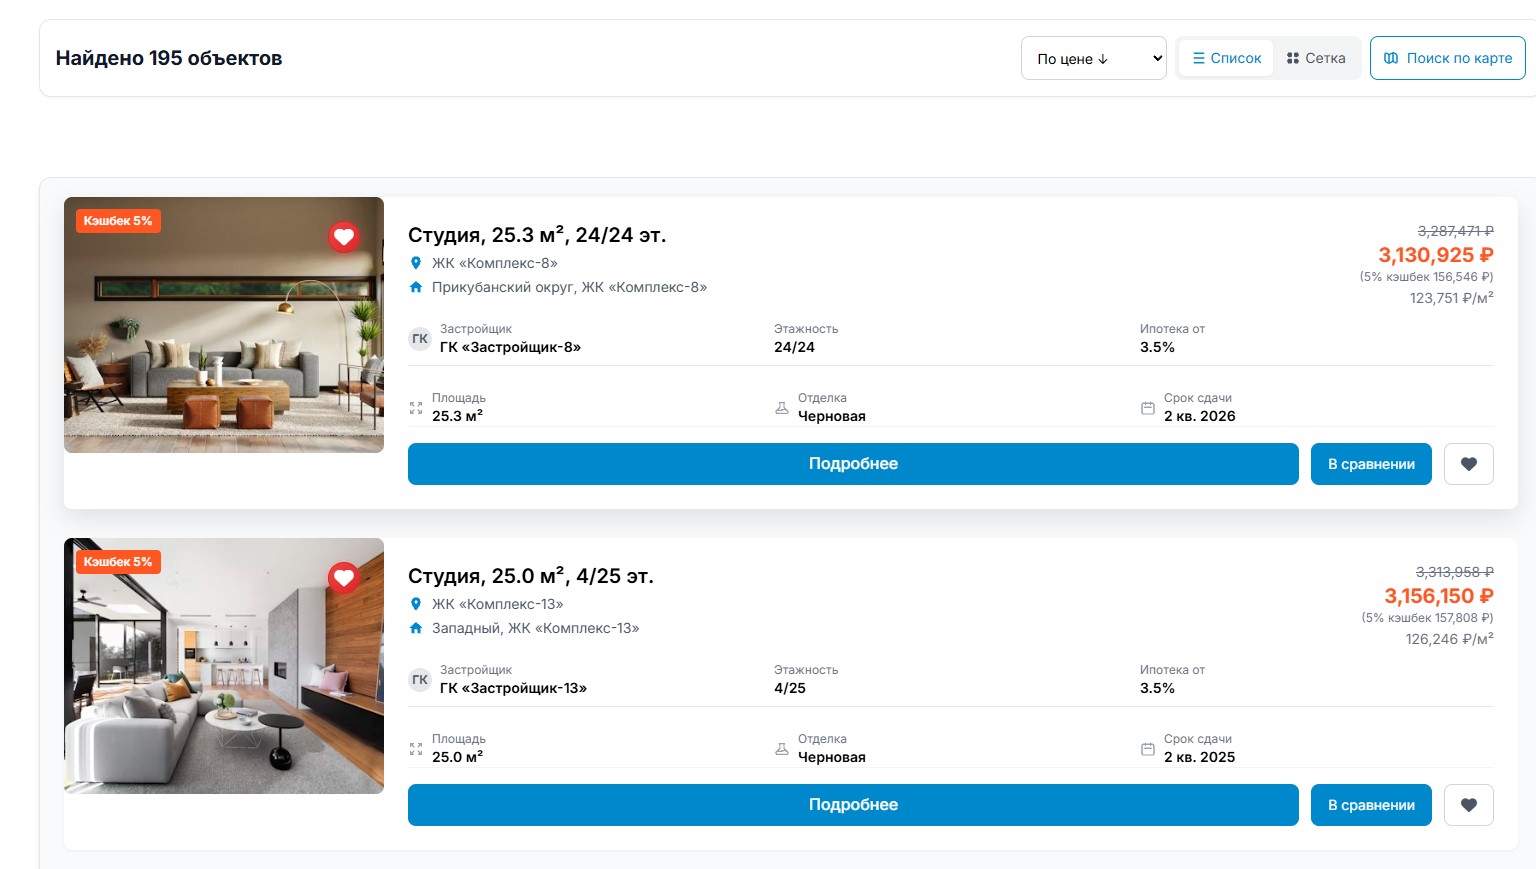 Найдено 195 объектов
По цене ↓
Список
Сетка
Поиск по карте
Кэшбек 5%
Студия, 25.3 м², 24/24 эт.
ЖК «Комплекс-8»
Прикубанский округ, ЖК «Комплекс-8»
3,287,471 ₽
3,130,925 ₽
(5% кэшбек 156,546 ₽)
123,751 ₽/м²
ГК
Застройщик
ГК «Застройщик-8»
Этажность
24/24
Ипотека от
3.5%
Площадь
25.3 м²
Отделка
Черновая
Срок сдачи
2 кв. 2026
Подробнее
В сравнении
Кэшбек 5%
Студия, 25.0 м², 4/25 эт.
ЖК «Комплекс-13»
Западный, ЖК «Комплекс-13»
3,313,958 ₽
3,156,150 ₽
(5% кэшбек 157,808 ₽)
126,246 ₽/м²
ГК
Застройщик
ГК «Застройщик-13»
Этажность
4/25
Ипотека от
3.5%
Площадь
25.0 м²
Отделка
Черновая
Срок сдачи
2 кв. 2025
Подробнее
В сравнении